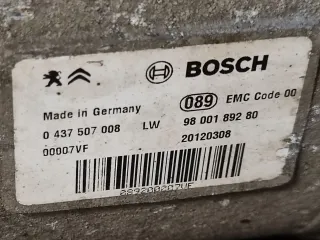 BOSCH
Made in Germany 089 EMC Code 00
0 437 507 008 LW 98 001 892 80
00007VF 20120308